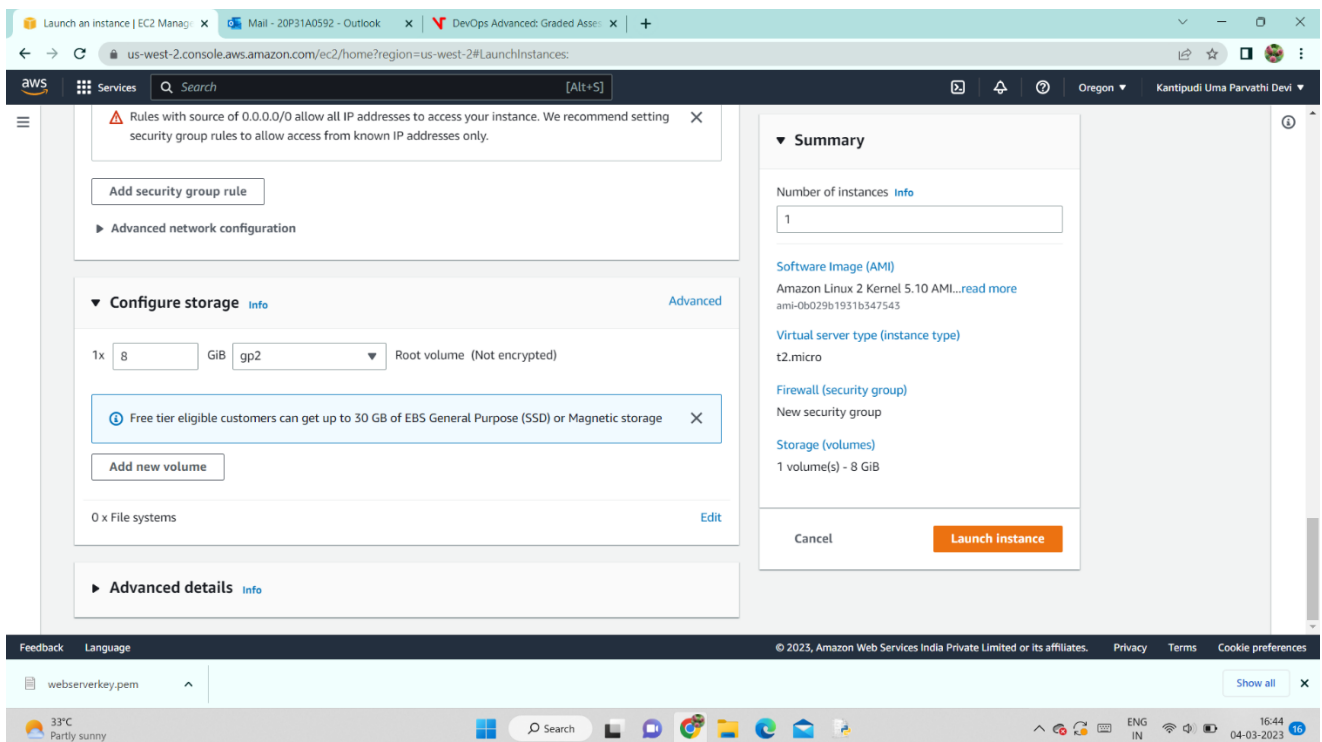 Launch an instance | EC2 Manage
Mail - 20P31A0592 - Outlook
DevOps Advanced: Graded Asses
us-west-2.console.aws.amazon.com/ec2/home?region=us-west-2#LaunchInstances:
aws
Services
Search
[Alt+S]
Oregon
Kantipudi Uma Parvathi Devi
Rules with source of 0.0.0.0/0 allow all IP addresses to access your instance. We recommend setting
security group rules to allow access from known IP addresses only.
Add security group rule
Advanced network configuration
Configure storage Info
Advanced
1x 8 GiB gp2 Root volume (Not encrypted)
Free tier eligible customers can get up to 30 GB of EBS General Purpose (SSD) or Magnetic storage
Add new volume
0 x File systems
Edit
Advanced details Info
Summary
Number of instances Info
1
Software Image (AMI)
Amazon Linux 2 Kernel 5.10 AMI...read more
ami-0b029b1931b347543
Virtual server type (instance type)
t2.micro
Firewall (security group)
New security group
Storage (volumes)
1 volume(s) - 8 GiB
Cancel
Launch instance
Feedback
Language
© 2023, Amazon Web Services India Private Limited or its affiliates.
Privacy
Terms
Cookie preferences
webserverkey.pem
Show all
33°C
Partly sunny
Search
ENG
IN
16:44
04-03-2023
16